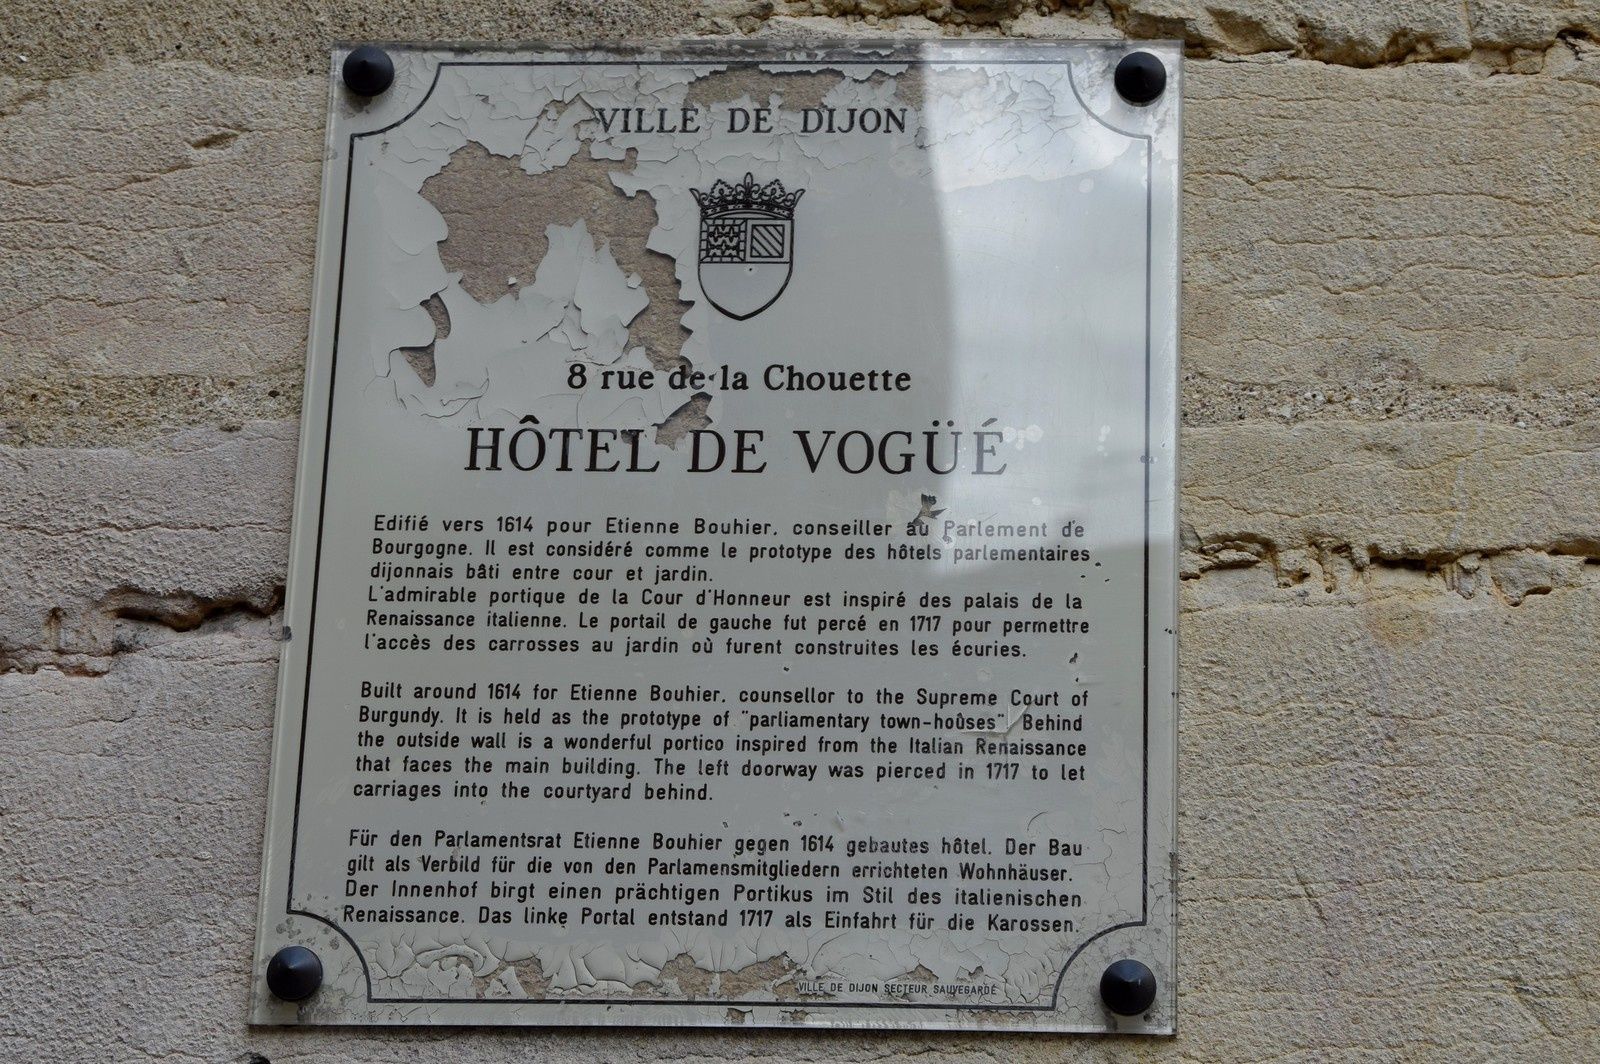 VILLE DE DIJON
8 rue de la Chouette
HÔTEL DE VOGÜÉ
Edifié vers 1614 pour Etienne Bouhier, conseiller au Parlement de
Bourgogne. Il est considéré comme le prototype des hôtels parlementaires
dijonnais bâti entre cour et jardin.
L'admirable portique de la Cour d'Honneur est inspiré des palais de la
Renaissance italienne. Le portail de gauche fut percé en 1717 pour permettre
l'accès des carrosses au jardin où furent construites les écuries.
Built around 1614 for Etienne Bouhier, counsellor to the Supreme Court of
Burgundy. It is held as the prototype of "parliamentary town-hoûses". Behind
the outside wall is a wonderful portico inspired from the Italian Renaissance
that faces the main building. The left doorway was pierced in 1717 to let
carriages into the courtyard behind.
Für den Parlamentsrat Etienne Bouhier gegen 1614 gebautes hôtel. Der Bau
gilt als Verbild für die von den Parlamensmitgliedern errichteten Wohnhäuser.
Der Innenhof birgt einen prächtigen Portikus im Stil des italienischen
Renaissance. Das linke Portal entstand 1717 als Einfahrt für die Karossen.
VILLE DE DIJON SECTEUR SAUVEGARDÉ